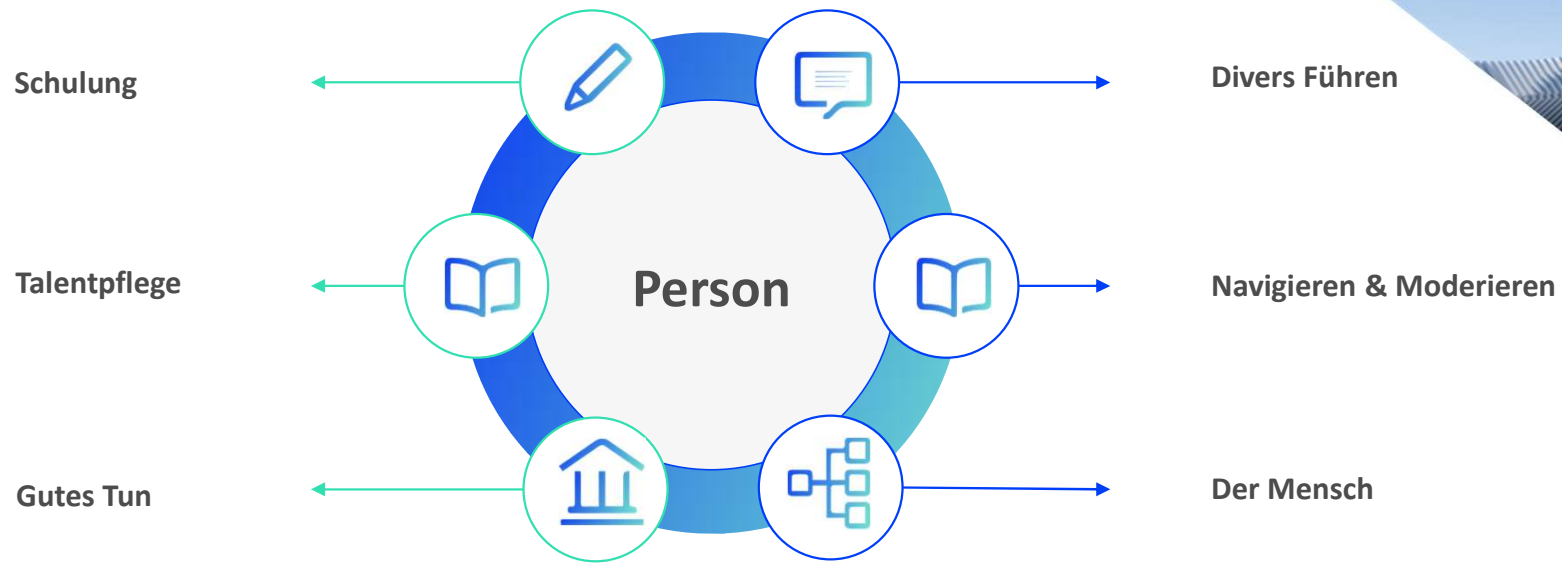 Schulung
Divers Führen
Talentpflege
Person
Navigieren & Moderieren
Gutes Tun
Der Mensch